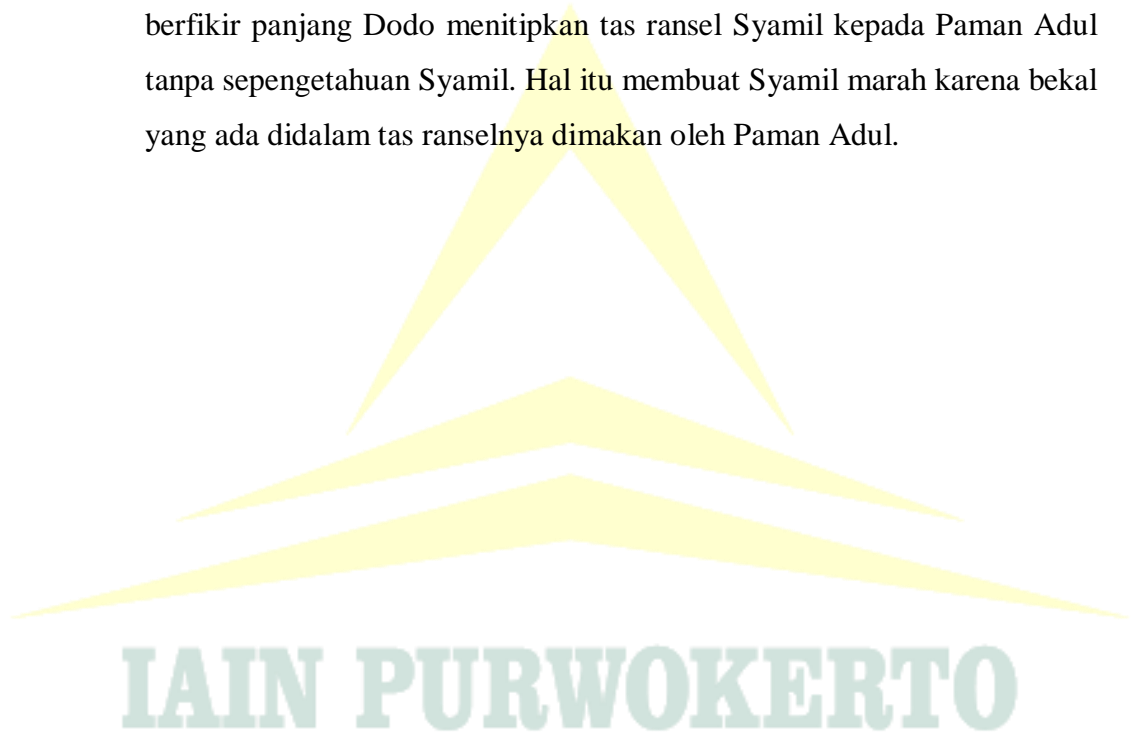 berfikir panjang Dodo menitipkan tas ransel Syamil kepada Paman Adul
tanpa sepengetahuan Syamil. Hal itu membuat Syamil marah karena bekal
yang ada didalam tas ranselnya dimakan oleh Paman Adul.
IAIN PURWOKERTO